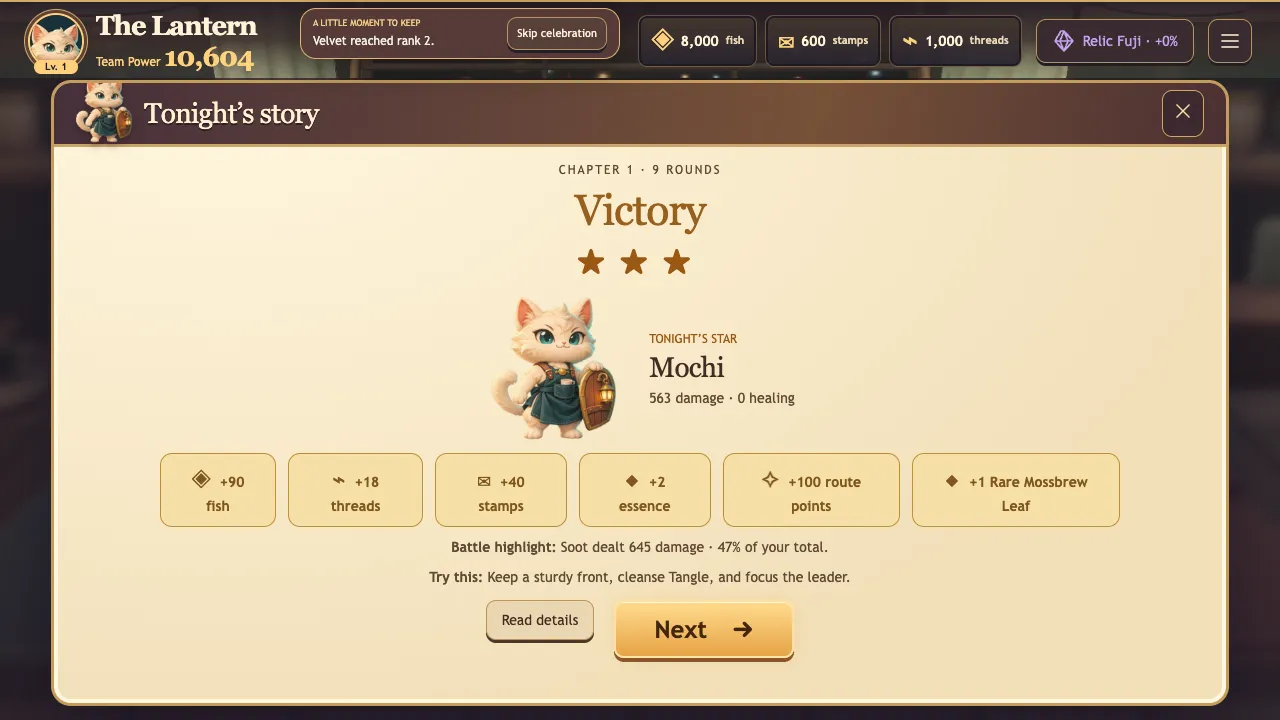 The Lantern
Team Power 10,604
Lv. 1
A LITTLE MOMENT TO KEEP
Velvet reached rank 2.
Skip celebration
8,000 fish
600 stamps
1,000 threads
Relic Fuji · +0%
Tonight’s story
CHAPTER 1 · 9 ROUNDS
Victory
TONIGHT’S STAR
Mochi
563 damage · 0 healing
+90
fish
+18
threads
+40
stamps
+2
essence
+100 route
points
+1 Rare Mossbrew
Leaf
Battle highlight: Soot dealt 645 damage · 47% of your total.
Try this: Keep a sturdy front, cleanse Tangle, and focus the leader.
Read details
Next